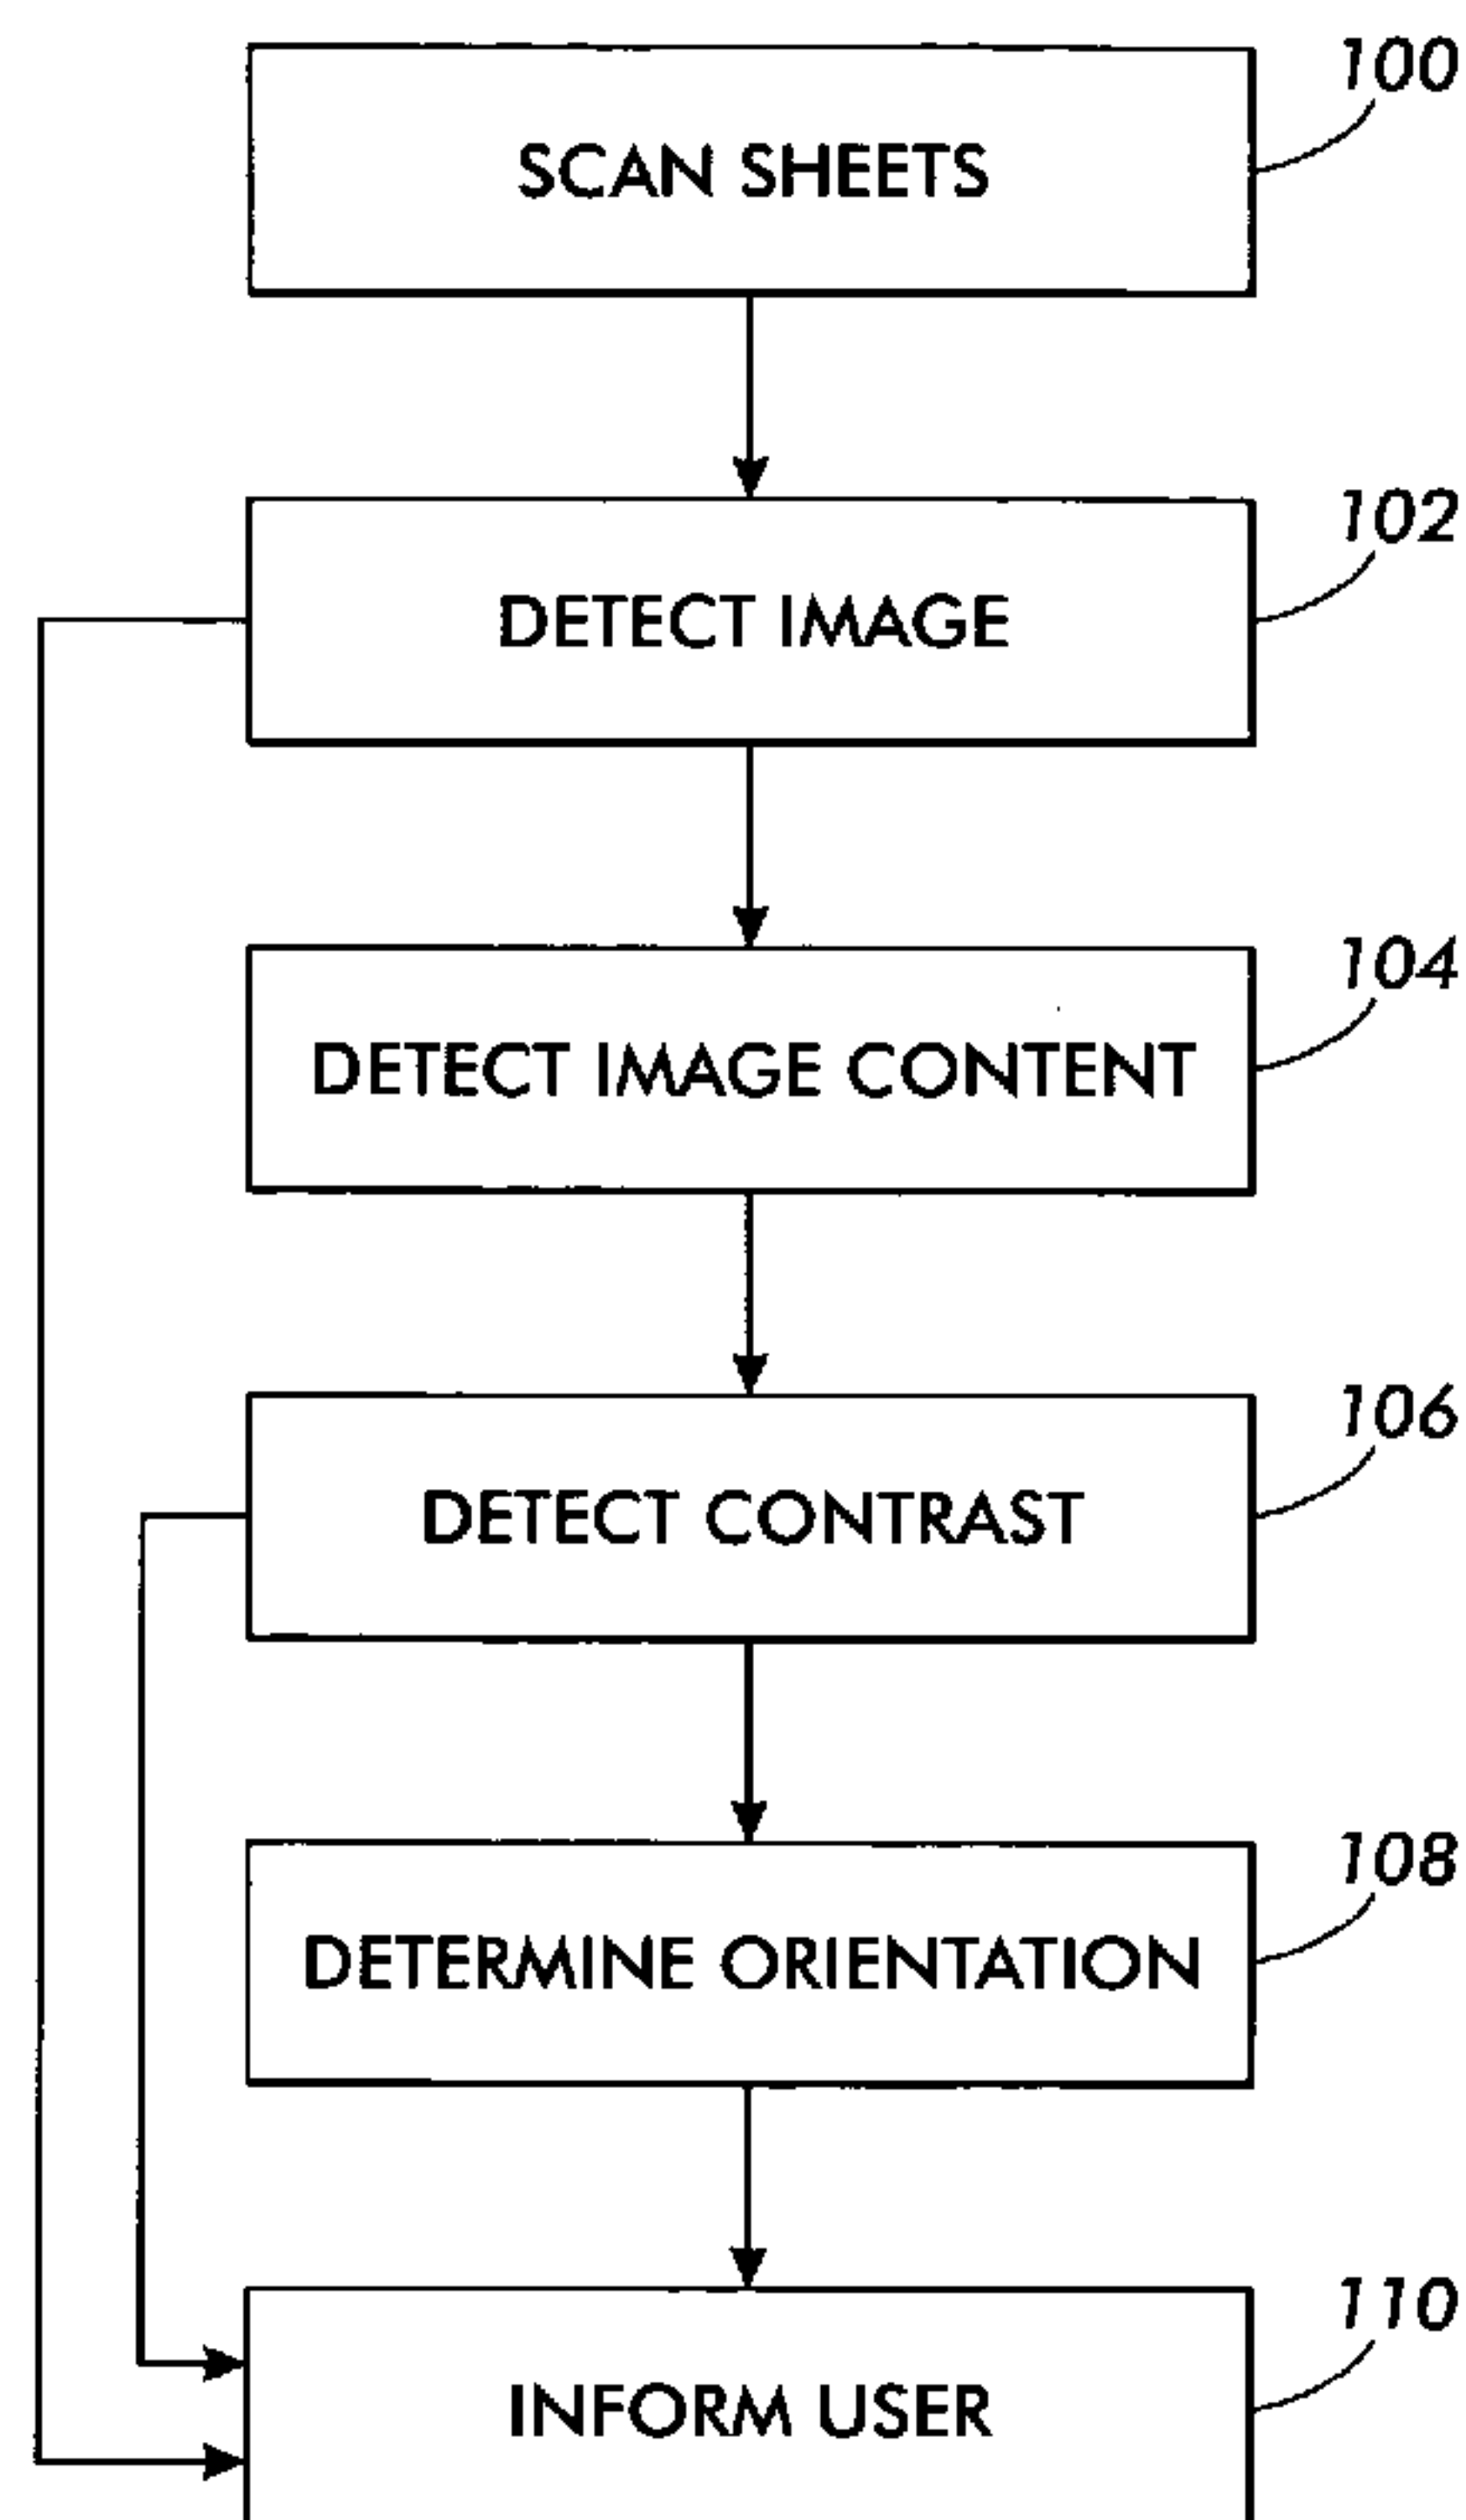 100
SCAN SHEETS
102
DETECT IMAGE
104
DETECT IMAGE CONTENT
106
DETECT CONTRAST
108
DETERMINE ORIENTATION
110
INFORM USER